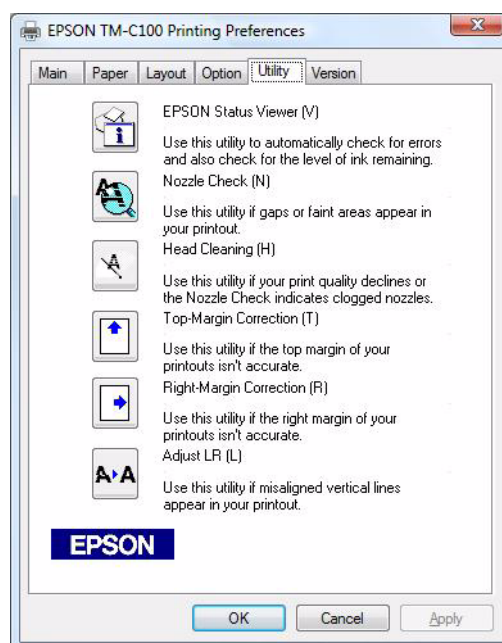 EPSON TM-C100 Printing Preferences
Main Paper Layout Option Utility Version
EPSON Status Viewer (V)
Use this utility to automatically check for errors
and also check for the level of ink remaining.
Nozzle Check (N)
Use this utility if gaps or faint areas appear in
your printout.
Head Cleaning (H)
Use this utility if your print quality declines or
the Nozzle Check indicates clogged nozzles.
Top-Margin Correction (T)
Use this utility if the top margin of your
printouts isn't accurate.
Right-Margin Correction (R)
Use this utility if the right margin of your
printouts isn't accurate.
Adjust LR (L)
A A
Use this utility if misaligned vertical lines
appear in your printout.
EPSON
OK Cancel Apply